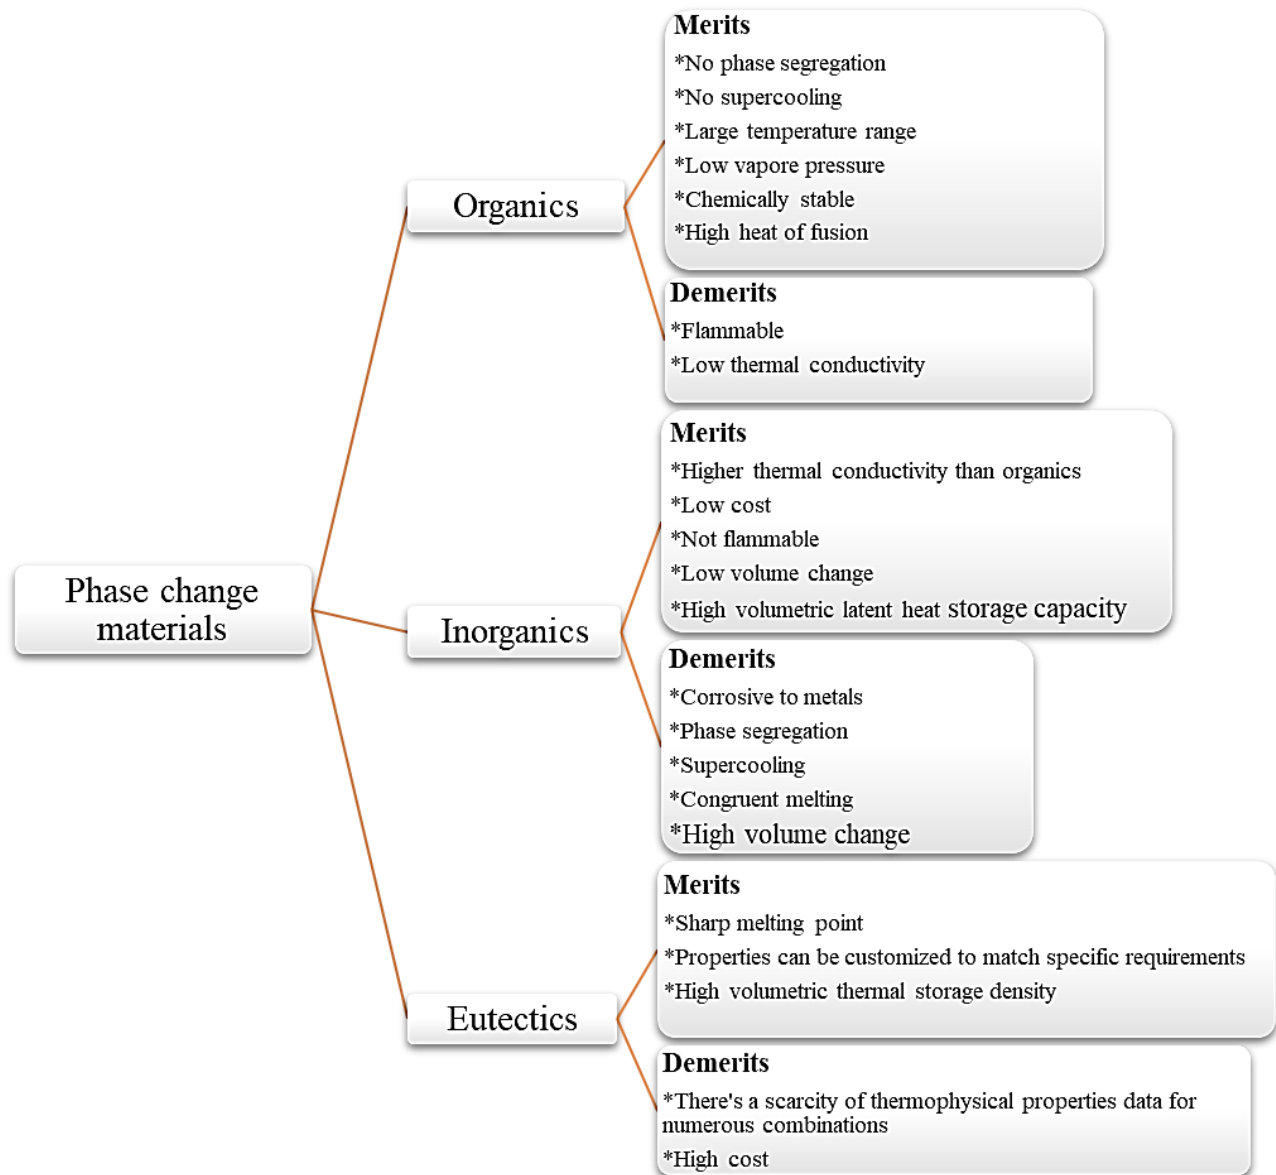 Phase change
materials
Organics
Merits
*No phase segregation
*No supercooling
*Large temperature range
*Low vapore pressure
*Chemically stable
*High heat of fusion
Demerits
*Flammable
*Low thermal conductivity
Inorganics
Merits
*Higher thermal conductivity than organics
*Low cost
*Not flammable
*Low volume change
*High volumetric latent heat storage capacity
Demerits
*Corrosive to metals
*Phase segregation
*Supercooling
*Congruent melting
*High volume change
Eutectics
Merits
*Sharp melting point
*Properties can be customized to match specific requirements
*High volumetric thermal storage density
Demerits
*There's a scarcity of thermophysical properties data for
numerous combinations
*High cost